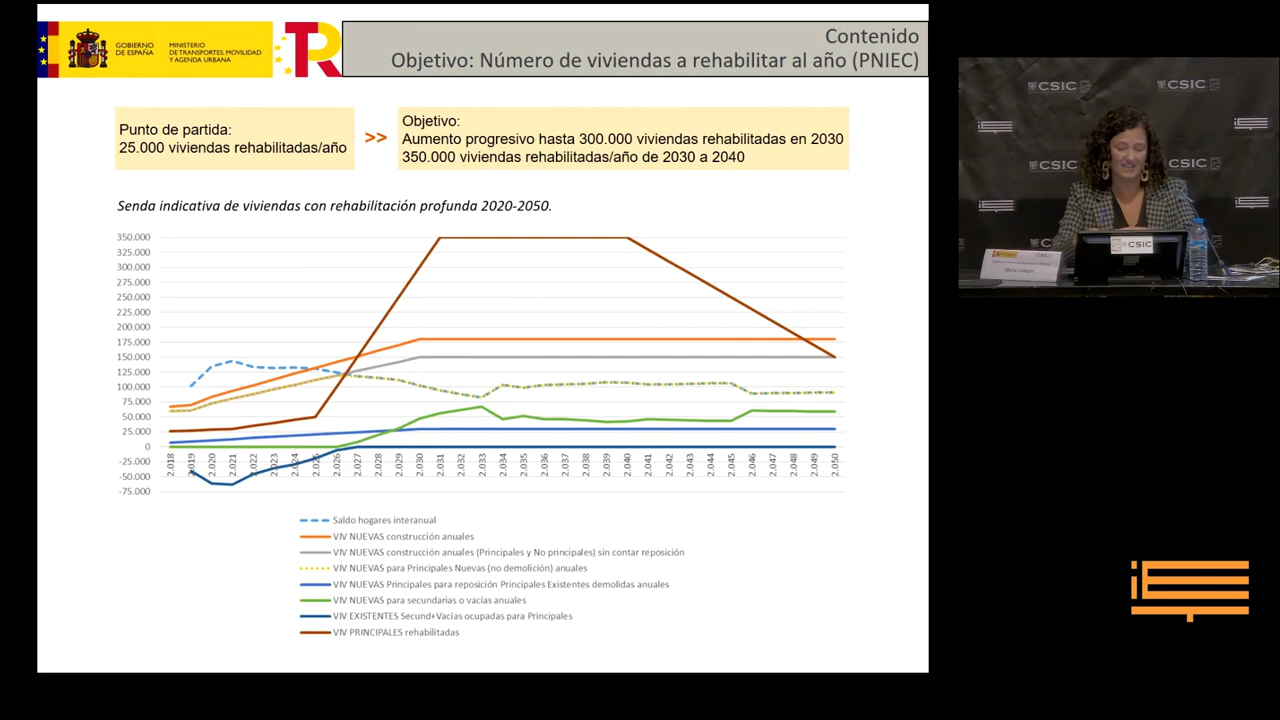 GOBIERNO
DE ESPAÑA
MINISTERIO
DE TRANSPORTES, MOVILIDAD
Y AGENDA URBANA
TR
Contenido
Objetivo: Número de viviendas a rehabilitar al año (PNIEC)
Punto de partida:
25.000 viviendas rehabilitadas/año
>>
Objetivo:
Aumento progresivo hasta 300.000 viviendas rehabilitadas en 2030
350.000 viviendas rehabilitadas/año de 2030 a 2040
Senda indicativa de viviendas con rehabilitación profunda 2020-2050.
350.000
325.000
300.000
275.000
250.000
225.000
200.000
175.000
150.000
125.000
100.000
75.000
50.000
25.000
0
-25.000
-50.000
-75.000
2.018 2.019 2.020 2.021 2.022 2.023 2.024 2.025 2.026 2.027 2.028 2.029 2.030 2.031 2.032 2.033 2.034 2.035 2.036 2.037 2.038 2.039 2.040 2.041 2.042 2.043 2.044 2.045 2.046 2.047 2.048 2.049 2.050
Saldo hogares interanual
VIV NUEVAS construcción anuales
VIV NUEVAS construcción anuales (Principales y No principales) sin contar reposición
VIV NUEVAS para Principales Nuevas (no demolición) anuales
VIV NUEVAS Principales para reposición Principales Existentes demolidas anuales
VIV NUEVAS para secundarias o vacías anuales
VIV EXISTENTES Secund+Vacias ocupadas para Principales
VIV PRINCIPALES rehabilitadas
CSIC
CSIC
CSIC
CSIC
CSIC